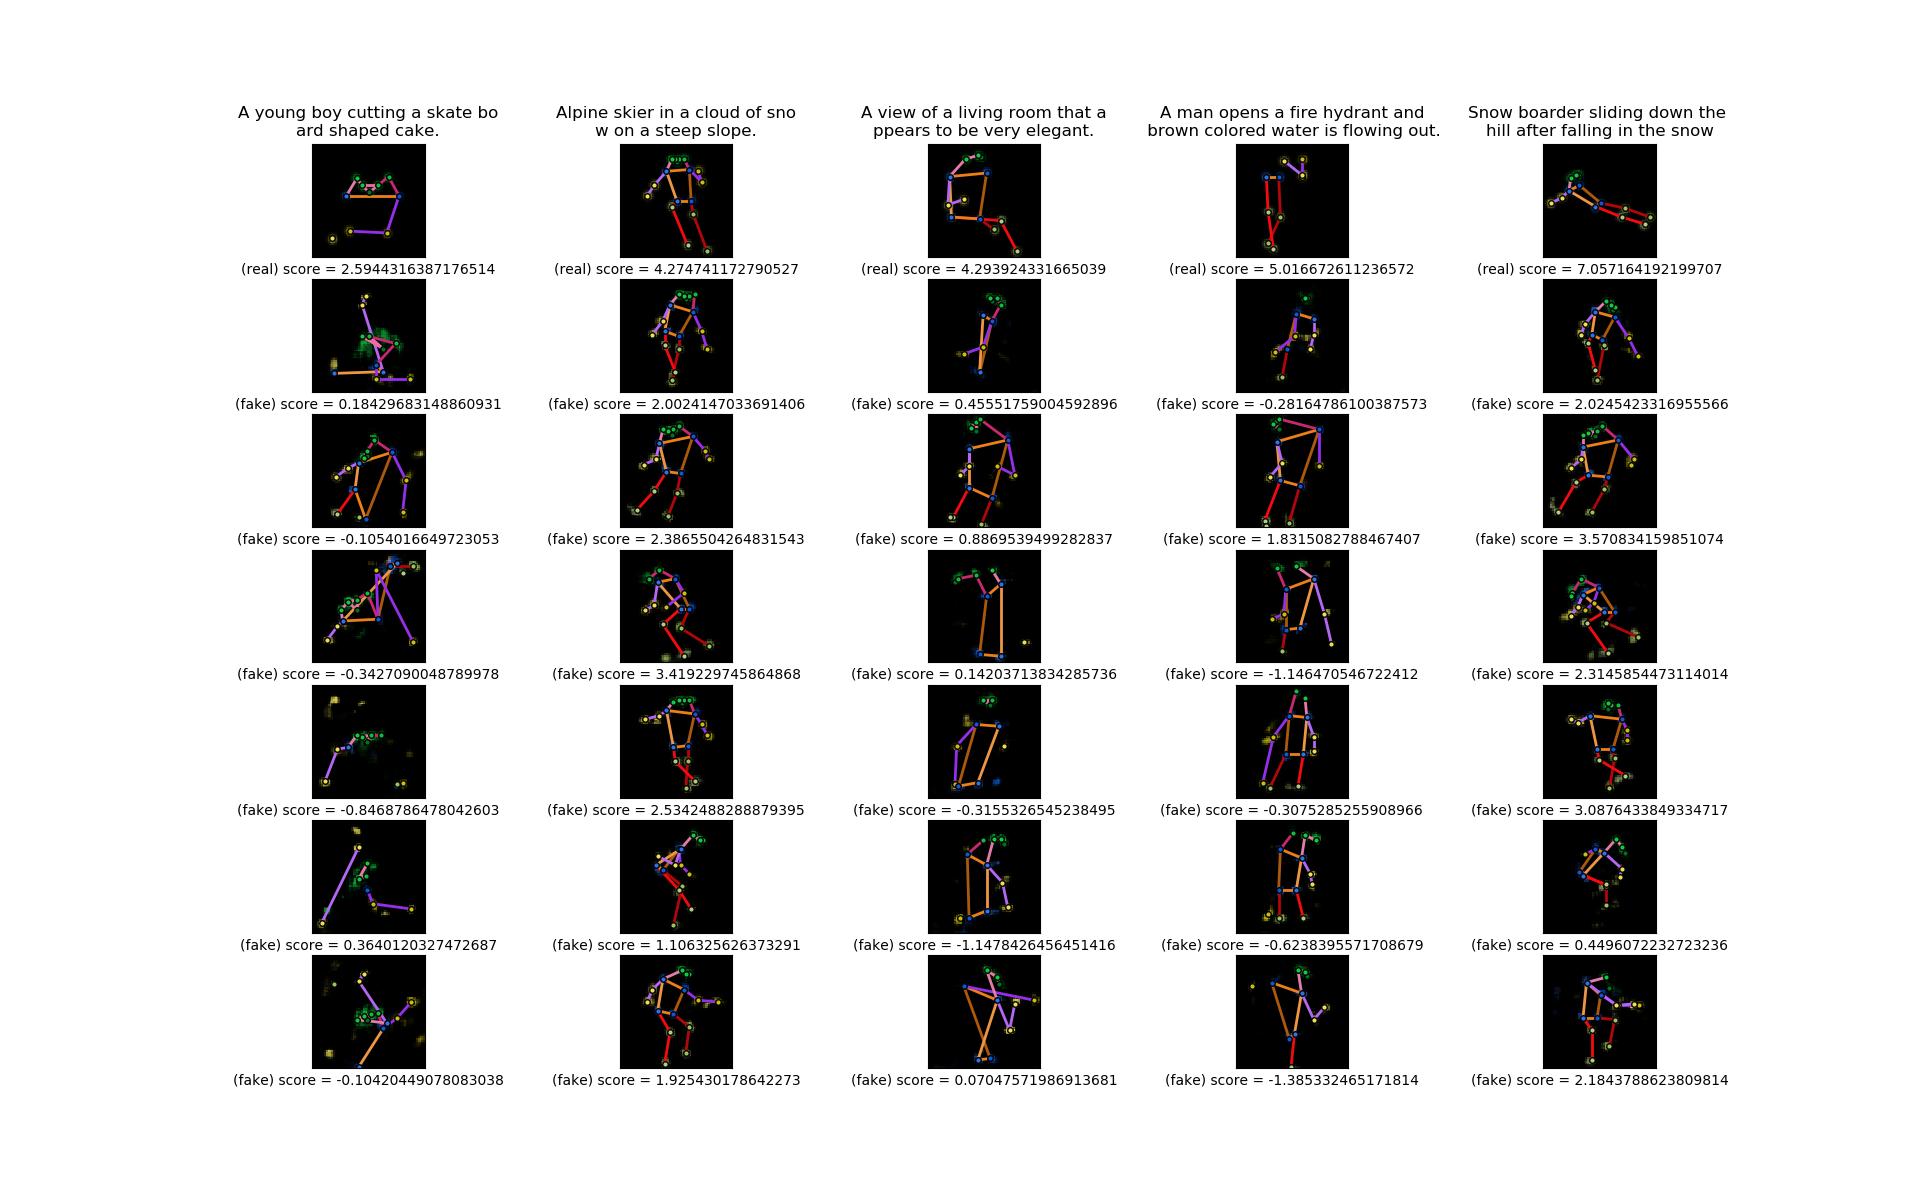 A young boy cutting a skate bo
ard shaped cake.
Alpine skier in a cloud of sno
w on a steep slope.
A view of a living room that a
ppears to be very elegant.
A man opens a fire hydrant and
brown colored water is flowing out.
Snow boarder sliding down the
hill after falling in the snow
(real) score = 2.5944316387176514
(real) score = 4.274741172790527
(real) score = 4.293924331665039
(real) score = 5.016672611236572
(real) score = 7.057164192199707
(fake) score = 0.18429683148860931
(fake) score = 2.0024147033691406
(fake) score = 0.45551759004592896
(fake) score = -0.28164786100387573
(fake) score = 2.0245423316955566
(fake) score = -0.1054016649723053
(fake) score = 2.3865504264831543
(fake) score = 0.8869539499282837
(fake) score = 1.8315082788467407
(fake) score = 3.570834159851074
(fake) score = -0.3427090048789978
(fake) score = 3.419229745864868
(fake) score = 0.14203713834285736
(fake) score = -1.146470546722412
(fake) score = 2.3145854473114014
(fake) score = -0.8468786478042603
(fake) score = 2.5342488288879395
(fake) score = -0.3155326545238495
(fake) score = -0.3075285255908966
(fake) score = 3.0876433849334717
(fake) score = 0.3640120327472687
(fake) score = 1.106325626373291
(fake) score = -1.1478426456451416
(fake) score = -0.6238395571708679
(fake) score = 0.4496072232723236
(fake) score = -0.10420449078083038
(fake) score = 1.925430178642273
(fake) score = 0.07047571986913681
(fake) score = -1.385332465171814
(fake) score = 2.1843788623809814